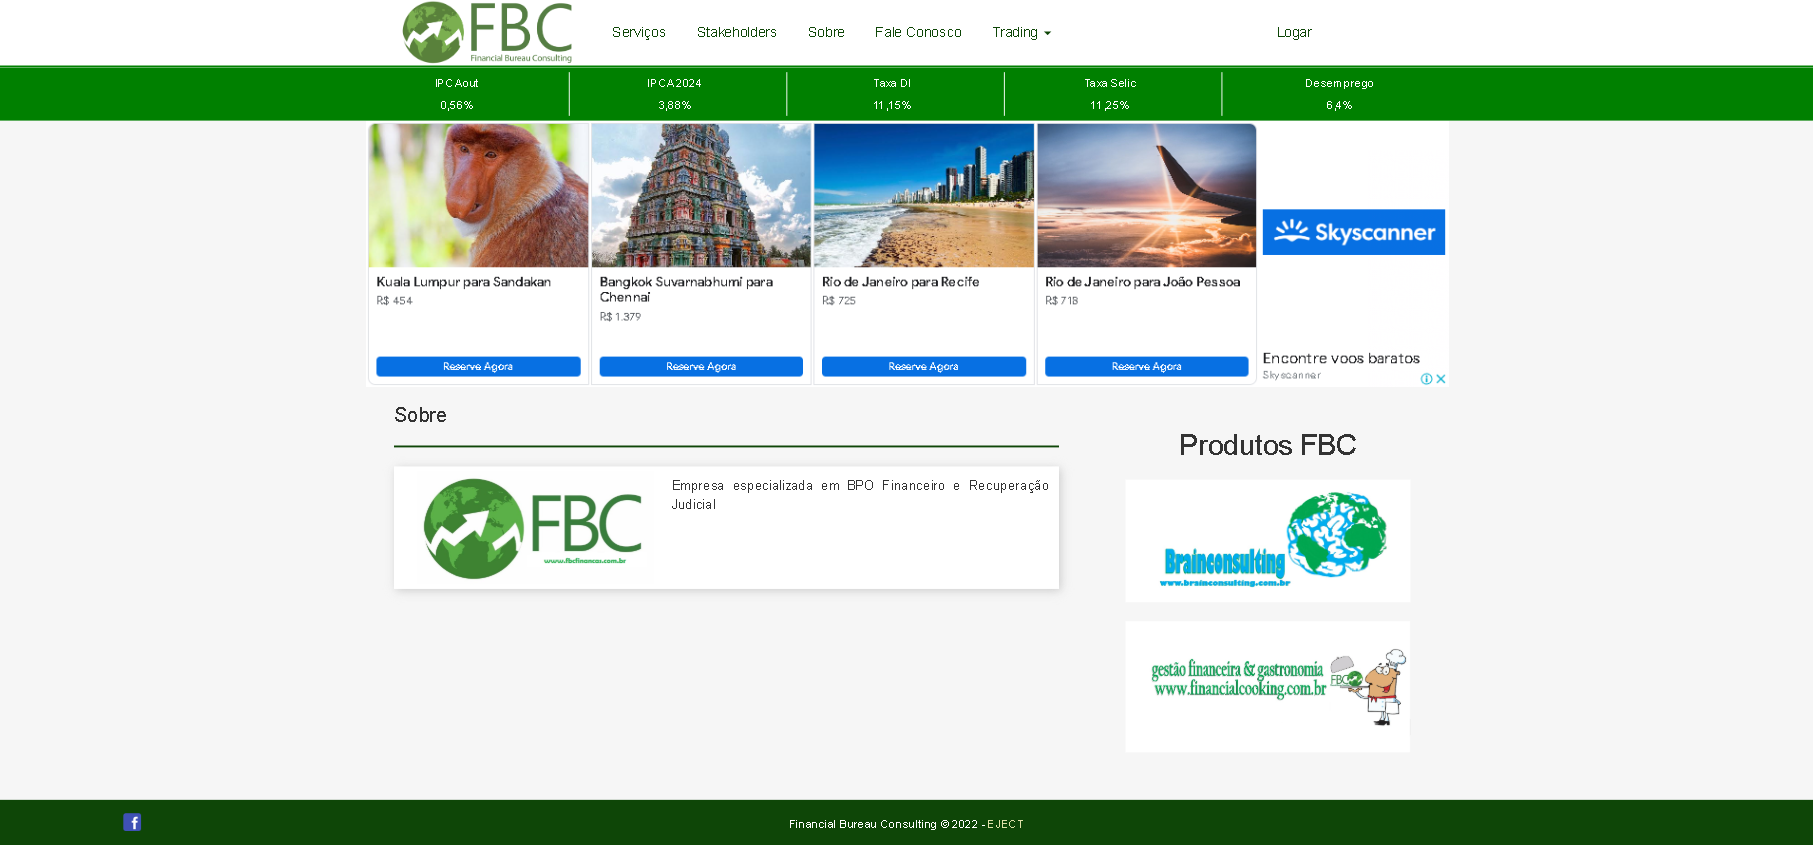 FBC
Financial Bureau Consulting
Serviços
Stakeholders
Sobre
Fale Conosco
Trading
Logar
IPCAout
0,56%
IPCA2024
3,88%
Taxa DI
11,15%
Taxa Selic
11,25%
Desemprego
6,4%
Kuala Lumpur para Sandakan
R$ 454
Reserve Agora
Bangkok Suvarnabhumi para
Chennai
R$ 1.379
Reserve Agora
Rio de Janeiro para Recife
R$ 725
Reserve Agora
Rio de Janeiro para João Pessoa
R$ 718
Reserve Agora
Skyscanner
Encontre voos baratos
Skyscanner
Sobre
FBC
www.fbcfinancas.com.br
Empresa especializada em BPO Financeiro e Recuperação
Judicial
Produtos FBC
Brainconsulting
www.brainconsulting.com.br
gestão financeira & gastronomia
www.financialcooking.com.br
FBC
Financial Bureau Consulting © 2022 - EJECT